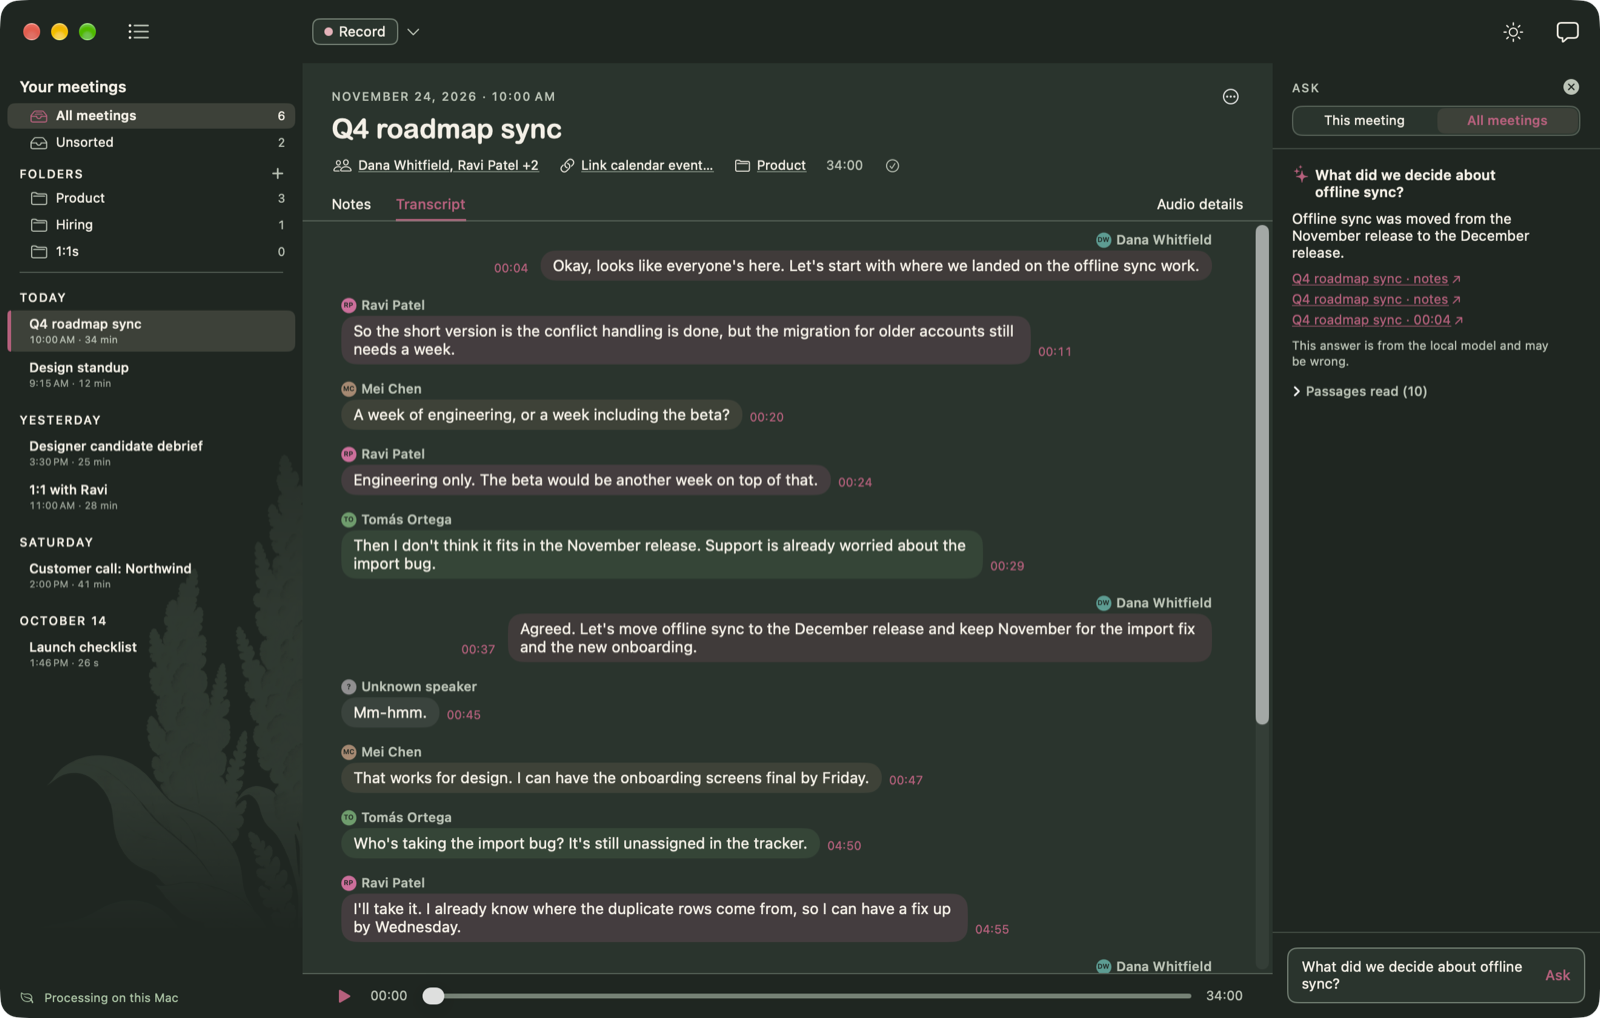 Record
Your meetings
All meetings 6
Unsorted 2
FOLDERS +
Product 3
Hiring 1
1:1s 0
TODAY
Q4 roadmap sync
10:00 AM · 34 min
Design standup
9:15 AM · 12 min
YESTERDAY
Designer candidate debrief
3:30 PM · 25 min
1:1 with Ravi
11:00 AM · 28 min
SATURDAY
Customer call: Northwind
2:00 PM · 41 min
OCTOBER 14
Launch checklist
1:46 PM · 26 s
Processing on this Mac
NOVEMBER 24, 2026 · 10:00 AM
Q4 roadmap sync
Dana Whitfield, Ravi Patel +2 Link calendar event... Product 34:00
Notes Transcript Audio details
DW Dana Whitfield
00:04 Okay, looks like everyone's here. Let's start with where we landed on the offline sync work.
RP Ravi Patel
So the short version is the conflict handling is done, but the migration for older accounts still
needs a week. 00:11
MC Mei Chen
A week of engineering, or a week including the beta? 00:20
RP Ravi Patel
Engineering only. The beta would be another week on top of that. 00:24
TO Tomás Ortega
Then I don't think it fits in the November release. Support is already worried about the
import bug. 00:29
DW Dana Whitfield
Agreed. Let's move offline sync to the December release and keep November for the import fix
00:37 and the new onboarding.
? Unknown speaker
Mm-hmm. 00:45
MC Mei Chen
That works for design. I can have the onboarding screens final by Friday. 00:47
TO Tomás Ortega
Who's taking the import bug? It's still unassigned in the tracker. 04:50
RP Ravi Patel
I'll take it. I already know where the duplicate rows come from, so I can have a fix up
by Wednesday. 04:55
DW Dana Whitfield
00:00 34:00
ASK
This meeting All meetings
What did we decide about
offline sync?
Offline sync was moved from the
November release to the December
release.
Q4 roadmap sync · notes ↗
Q4 roadmap sync · notes ↗
Q4 roadmap sync · 00:04 ↗
This answer is from the local model and may
be wrong.
Passages read (10)
What did we decide about offline
sync?
Ask